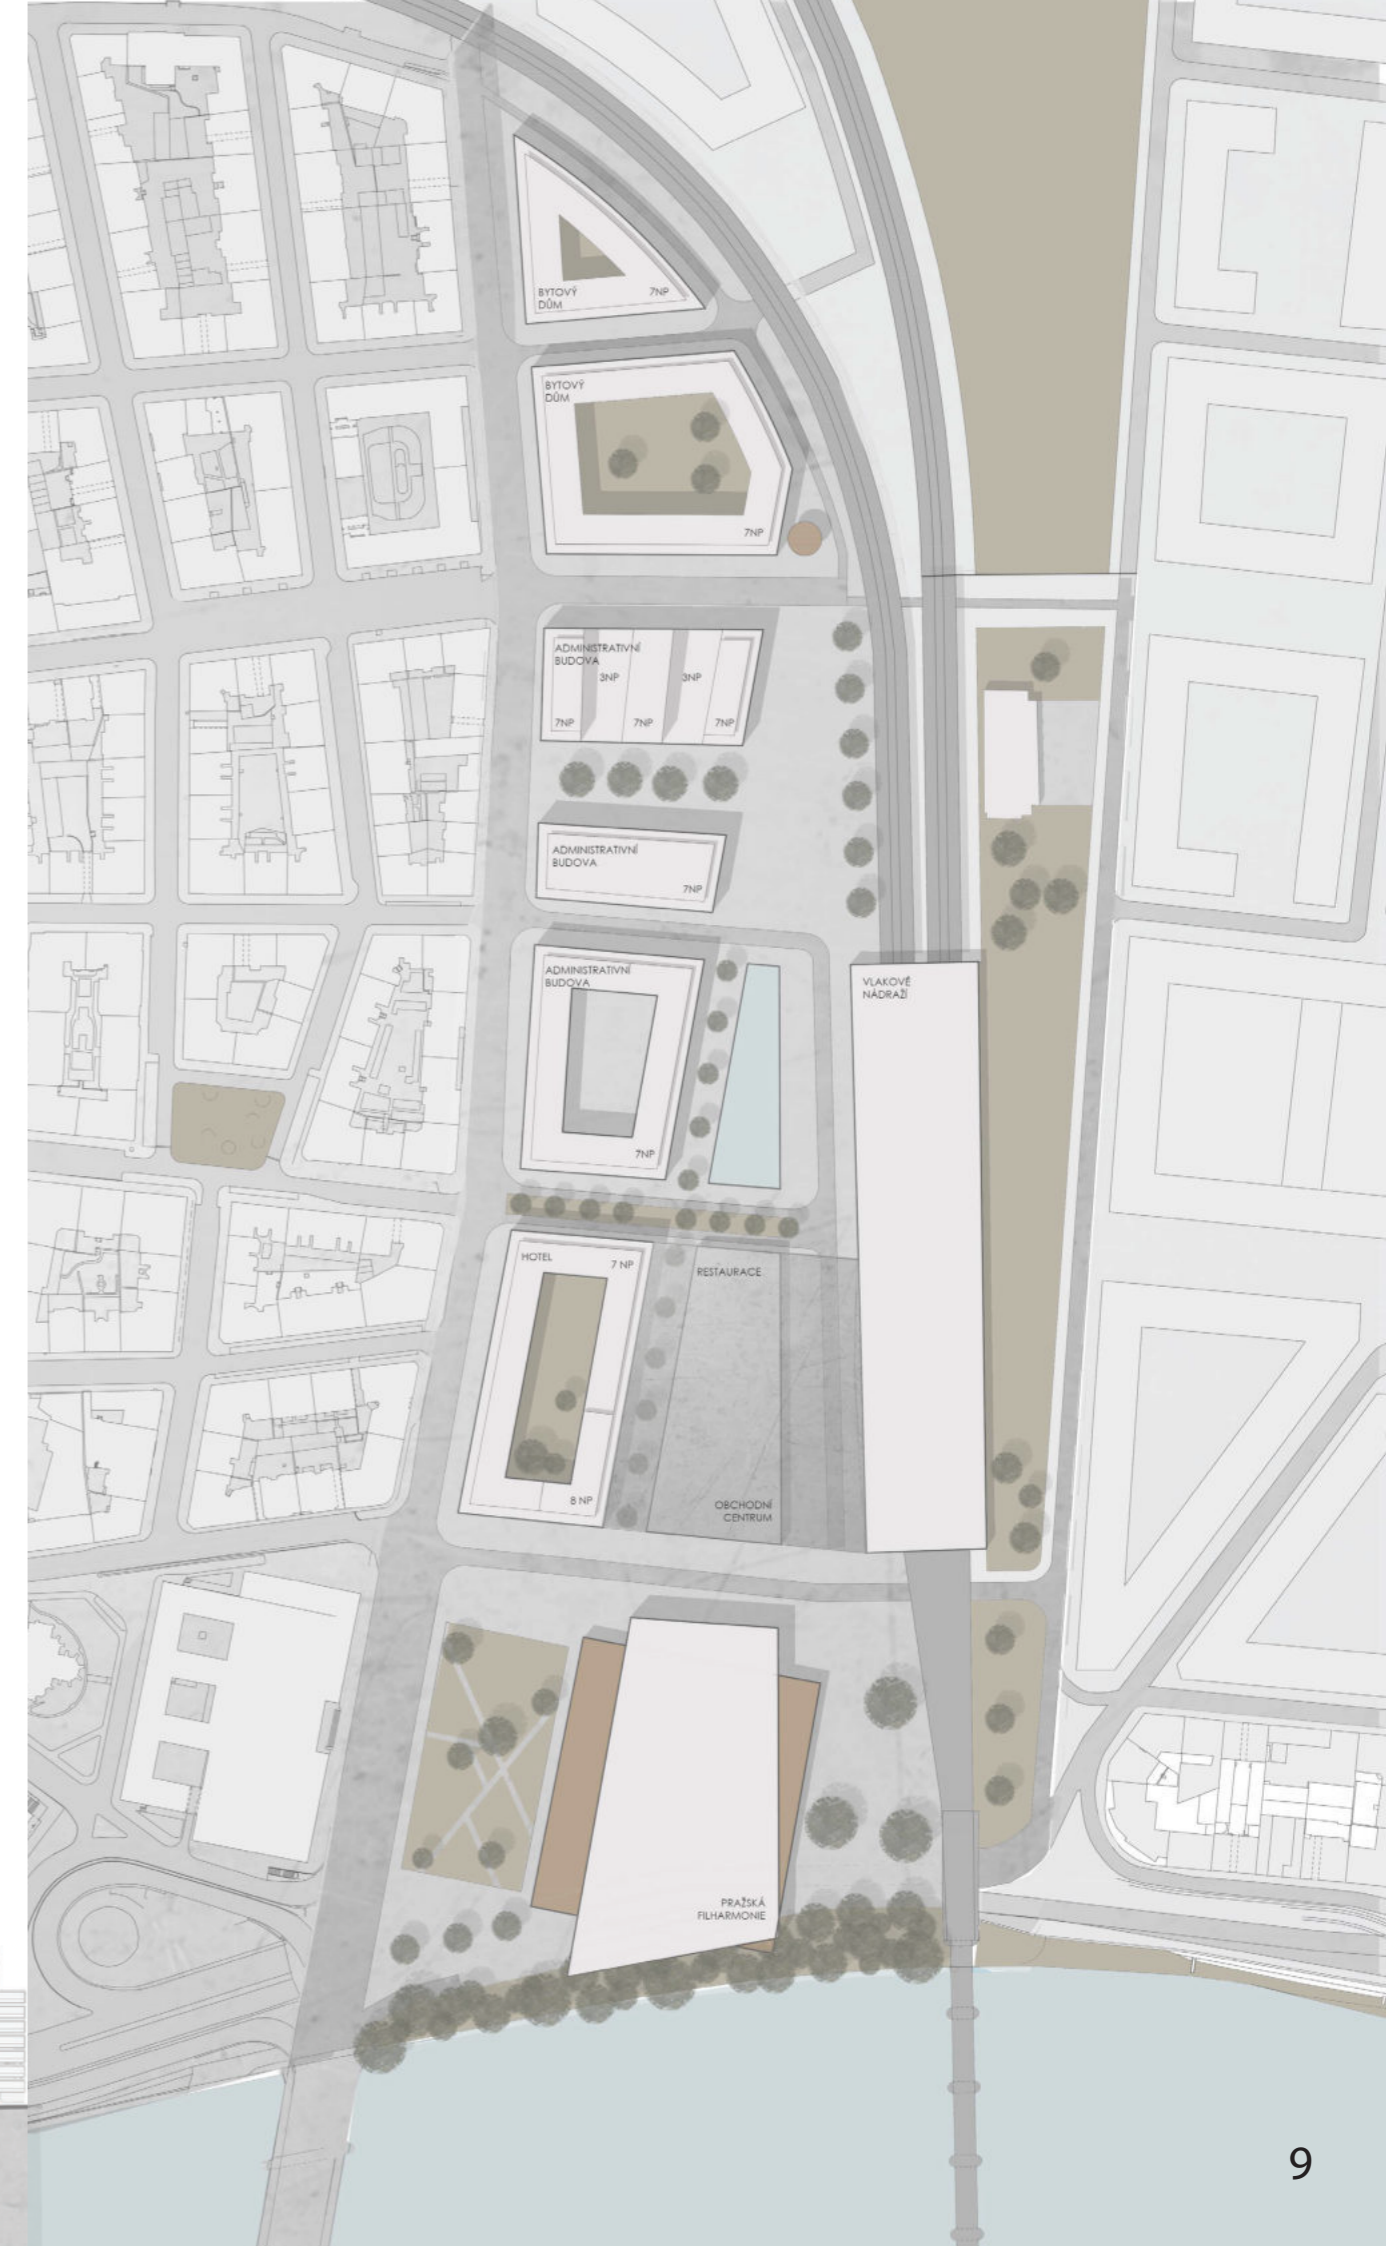 BYTOVÝ
DŮM
7NP
BYTOVÝ
DŮM
7NP
ADMINISTRATIVNÍ
BUDOVA
3NP
3NP
7NP
7NP
7NP
ADMINISTRATIVNÍ
BUDOVA
7NP
ADMINISTRATIVNÍ
BUDOVA
7NP
VLAKOVÉ
NÁDRAŽÍ
HOTEL
7 NP
RESTAURACE
8 NP
OBCHODNÍ
CENTRUM
PRAŽSKÁ
FILHARMONIE
9